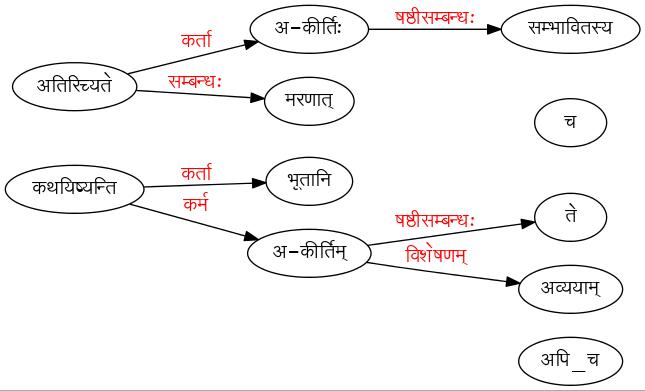 षष्ठीसम्बन्धः
कर्ता
अ-कीर्तिः
सम्भावितस्य
अतिरिच्यते
सम्बन्धः
मरणात्
च
कथयिष्यन्ति
कर्ता
भूतानि
कर्म
अ-कीर्तिम्
षष्ठीसम्बन्धः
ते
विशेषणम्
अव्ययाम्
अपि_च